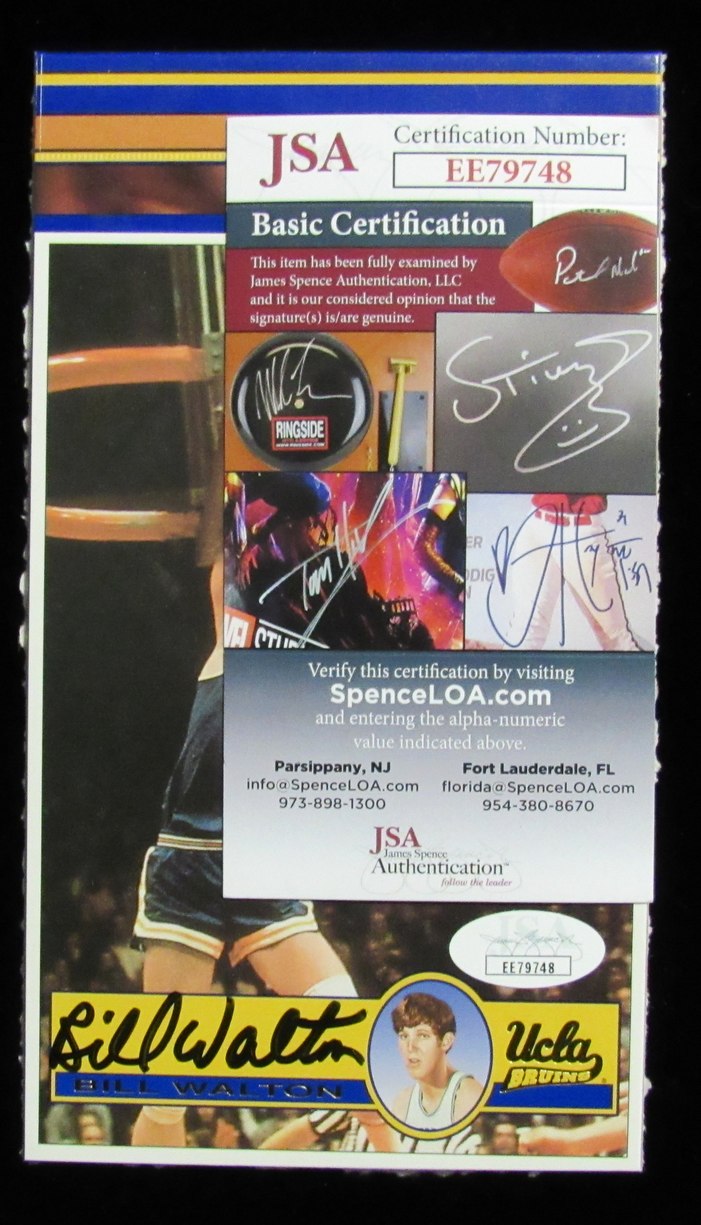 JSA
Certification Number:
EE79748
Basic Certification
This item has been fully examined by
James Spence Authentication, LLC
and it is our considered opinion that the
signature(s) is/are genuine.
RINGSIDE
Verify this certification by visiting
SpenceLOA.com
and entering the alpha-numeric
value indicated above.
Parsippany, NJ
info@SpenceLOA.com
973-898-1300
Fort Lauderdale, FL
florida@SpenceLOA.com
954-380-8670
JSA
James Spence
Authentication™
follow the leader
JSA
EE79748
Bill Walton
BILL WALTON
Ucla
BRUINS